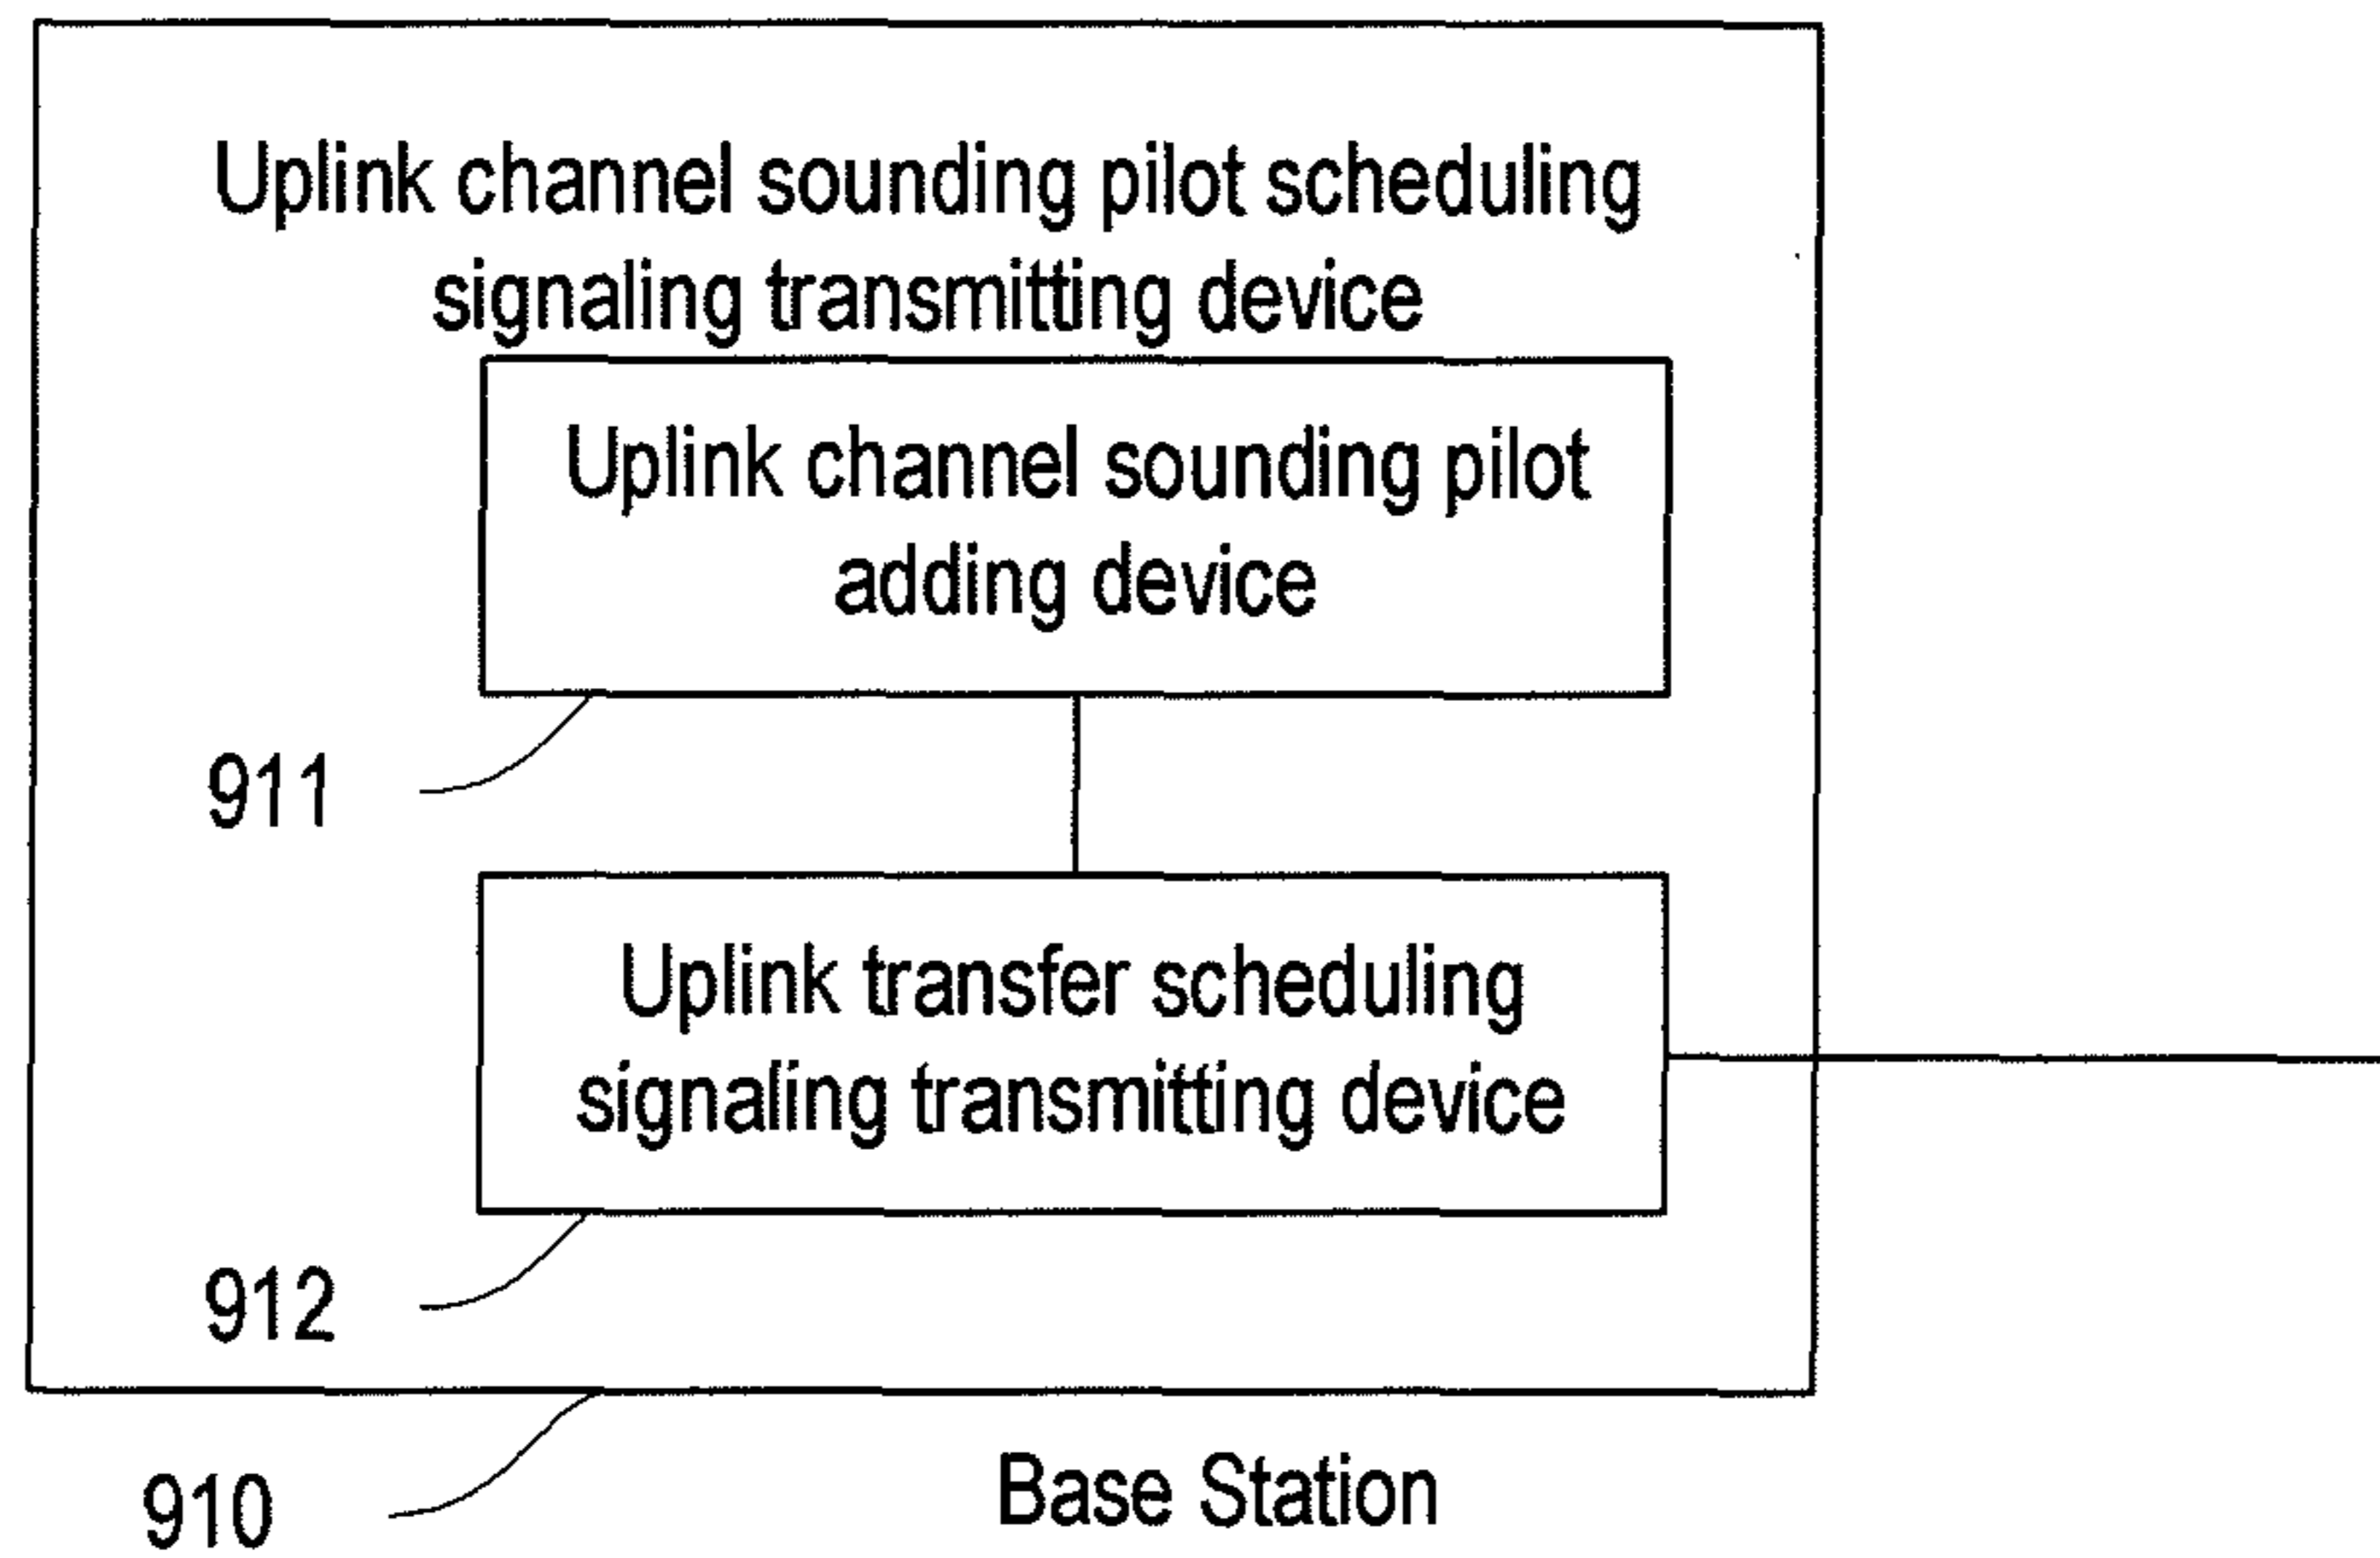 Uplink channel sounding pilot scheduling
signaling transmitting device
Uplink channel sounding pilot
adding device
911
Uplink transfer scheduling
signaling transmitting device
912
910
Base Station